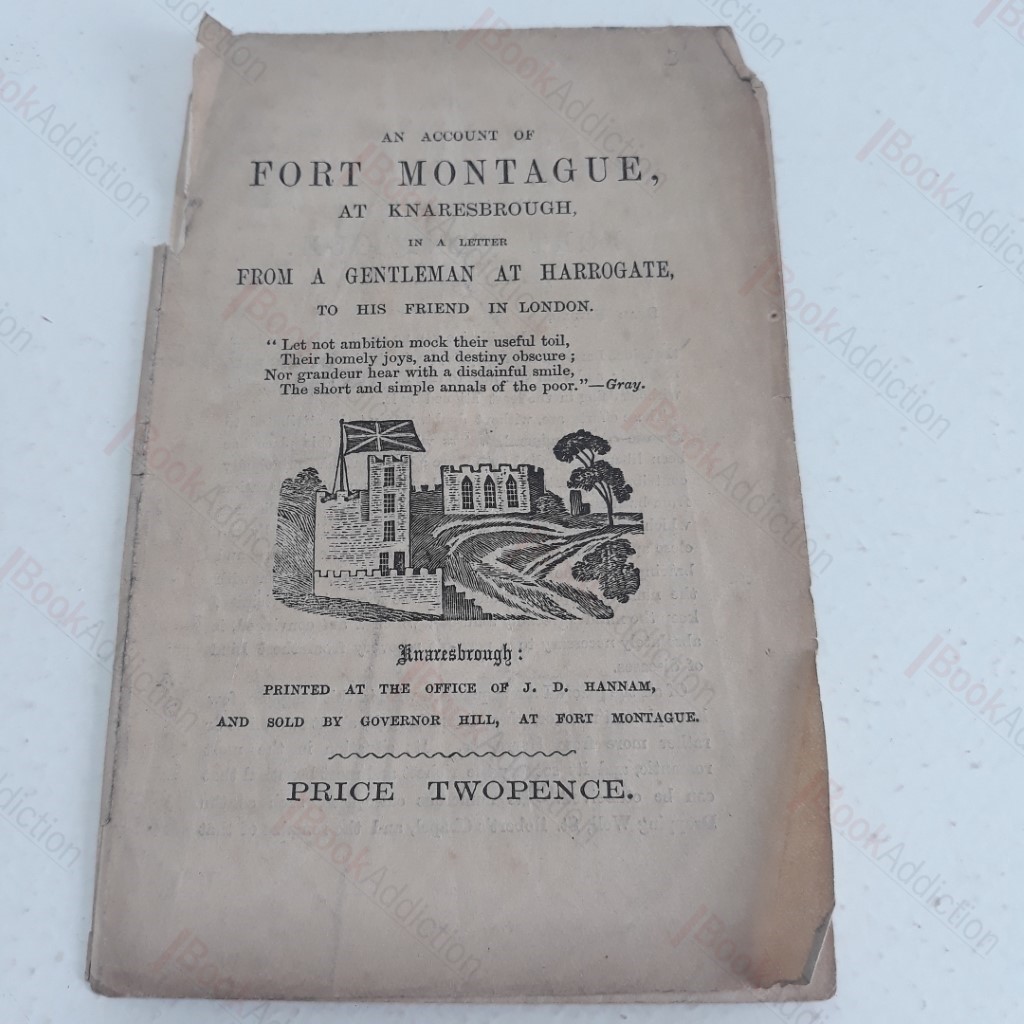 AN ACCOUNT OF
FORT MONTAGUE,
AT KNARESBROUGH,
IN A LETTER
FROM A GENTLEMAN AT HARROGATE,
TO HIS FRIEND IN LONDON.
“ Let not ambition mock their useful toil,
Their homely joys, and destiny obscure ;
Nor grandeur hear with a disdainful smile,
The short and simple annals of the poor.”—Gray.
Knaresbrough :
PRINTED AT THE OFFICE OF J. D. HANNAM,
AND SOLD BY GOVERNOR HILL, AT FORT MONTAGUE.
PRICE TWOPENCE.
BookAddiction